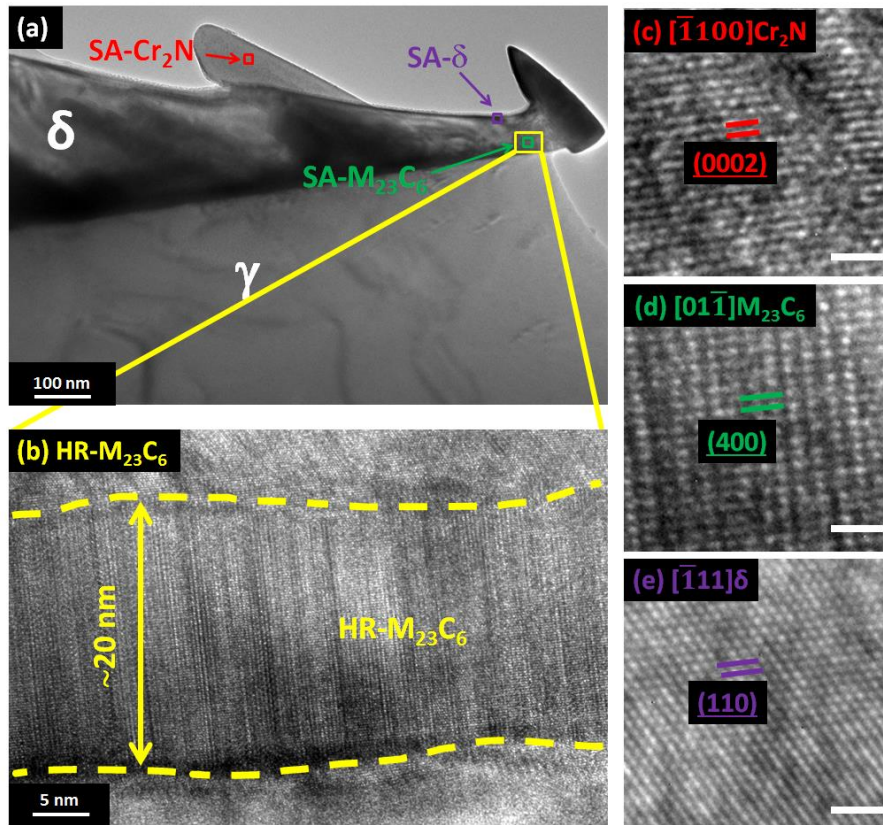 (a)
SA-Cr₂N
SA-δ
δ
SA-M₂₃C₆
γ
100 nm
(b) HR-M₂₃C₆
~20 nm
HR-M₂₃C₆
5 nm
(c) [1̅100]Cr₂N
(0002)
(d) [011̅]M₂₃C₆
(400)
(e) [1̅11]δ
(110)